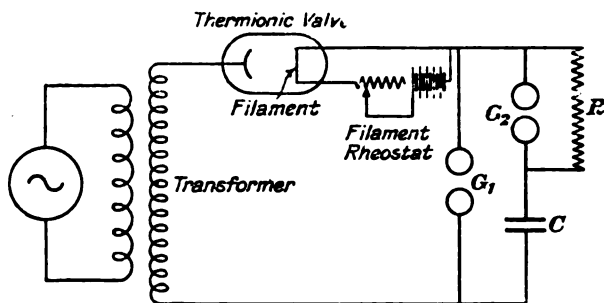 Thermionic Valve
Filament
Filament
Rheostat
Transformer
G₁
G₂
R
C